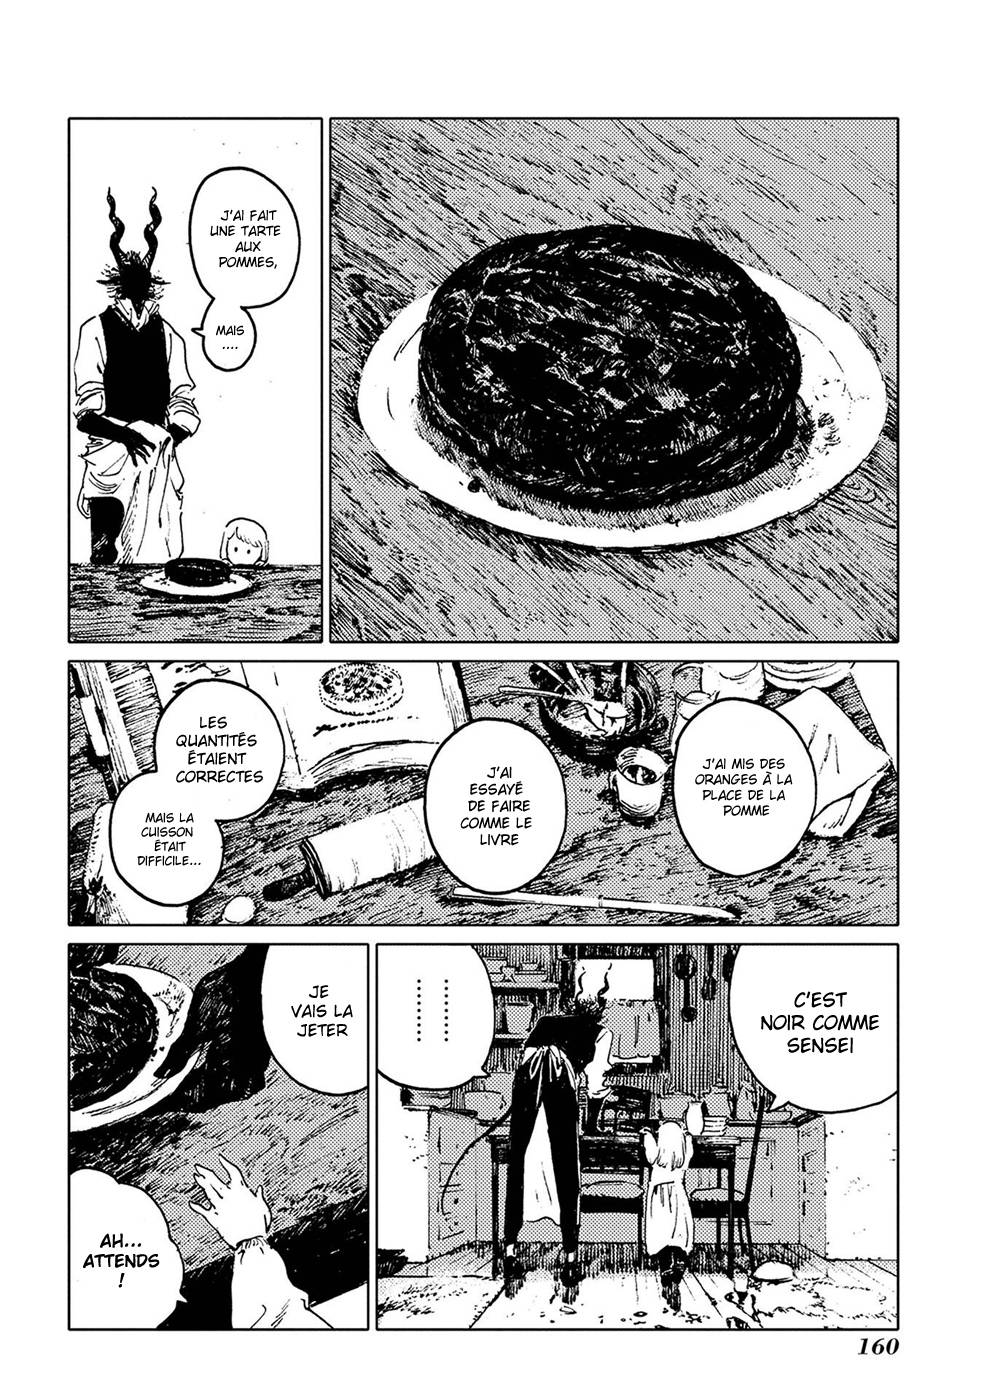 J'AI FAIT
UNE TARTE
AUX
POMMES,
MAIS
....
J'AI MIS DES
ORANGES À LA
PLACE DE LA
POMME
J'AI
ESSAYÉ
DE FAIRE
COMME LE
LIVRE
LES
QUANTITÉS
ÉTAIENT
CORRECTES
MAIS LA
CUISSON
ÉTAIT
DIFFICILE...
C'EST
NOIR COMME
SENSEI
........
........
JE
VAIS LA
JETER
AH...
ATTENDS
!
160